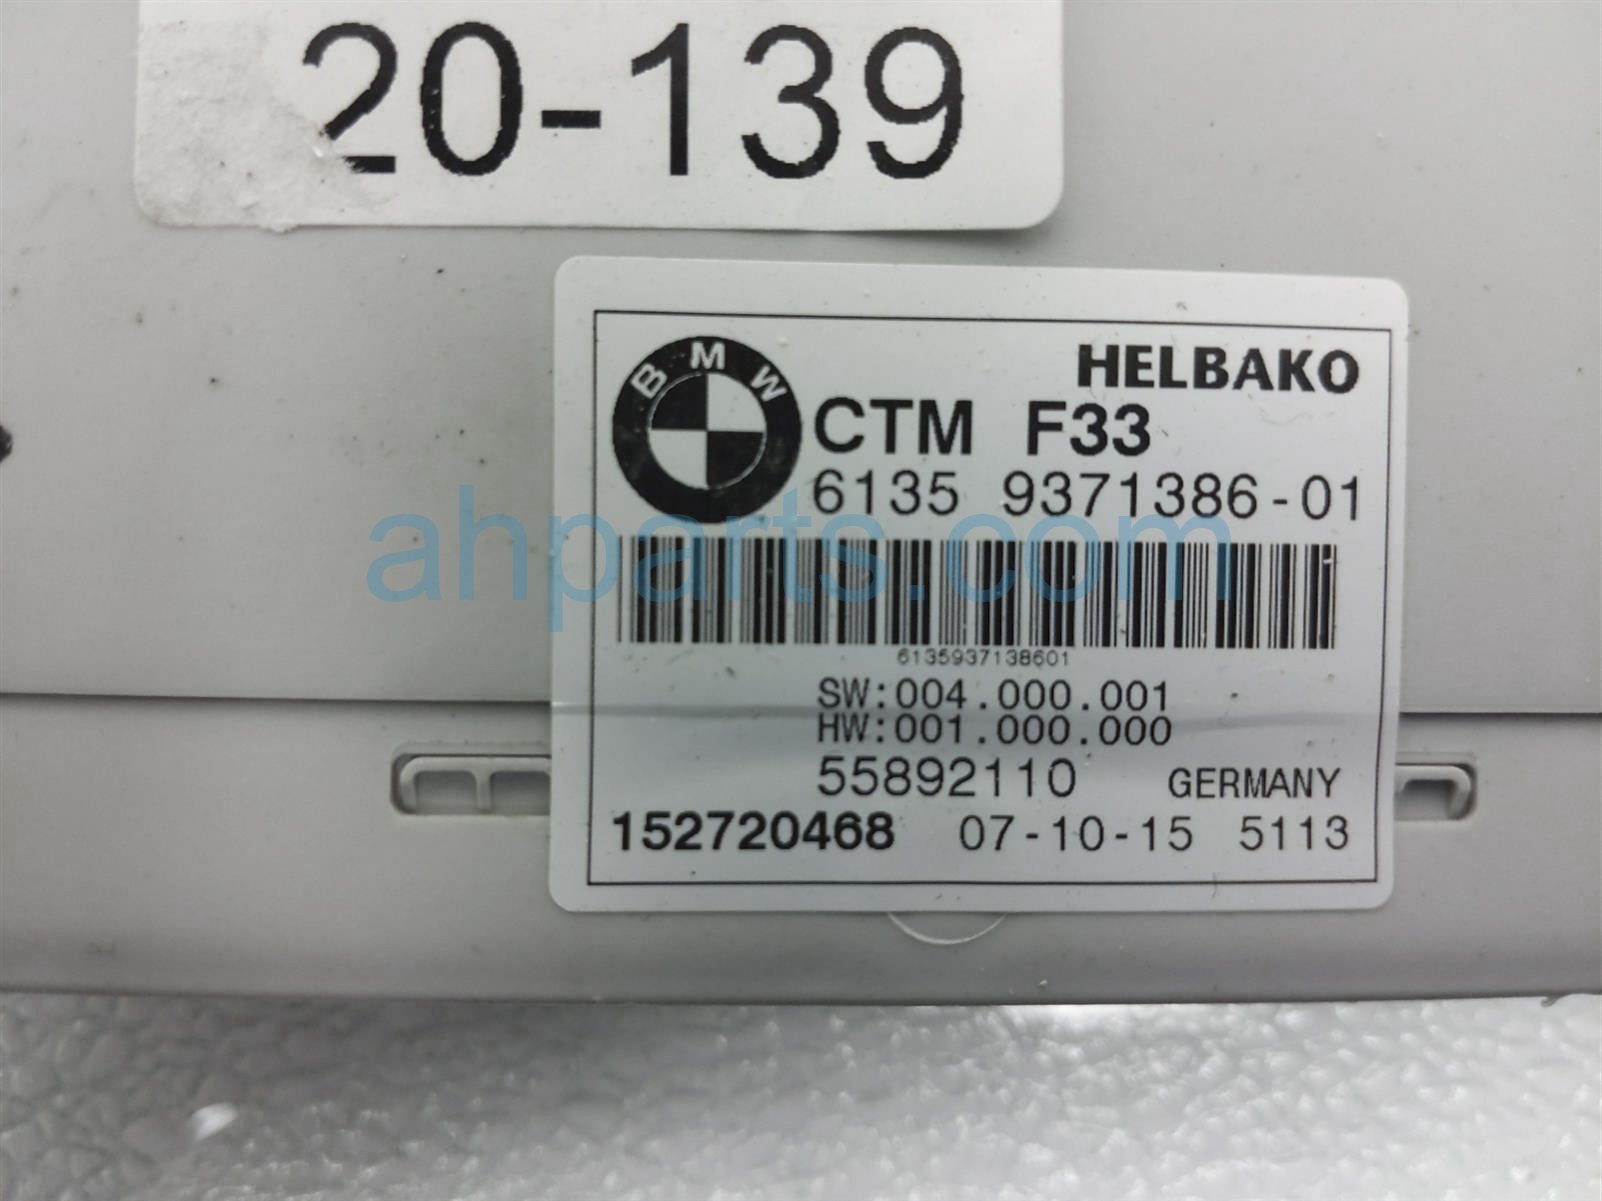 20-139
HELBAKO
BMW
CTM F33
6135 9371386-01
ahparts.com
6135937138601
SW:004.000.001
HW:001.000.000
55892110 GERMANY
152720468 07-10-15 5113